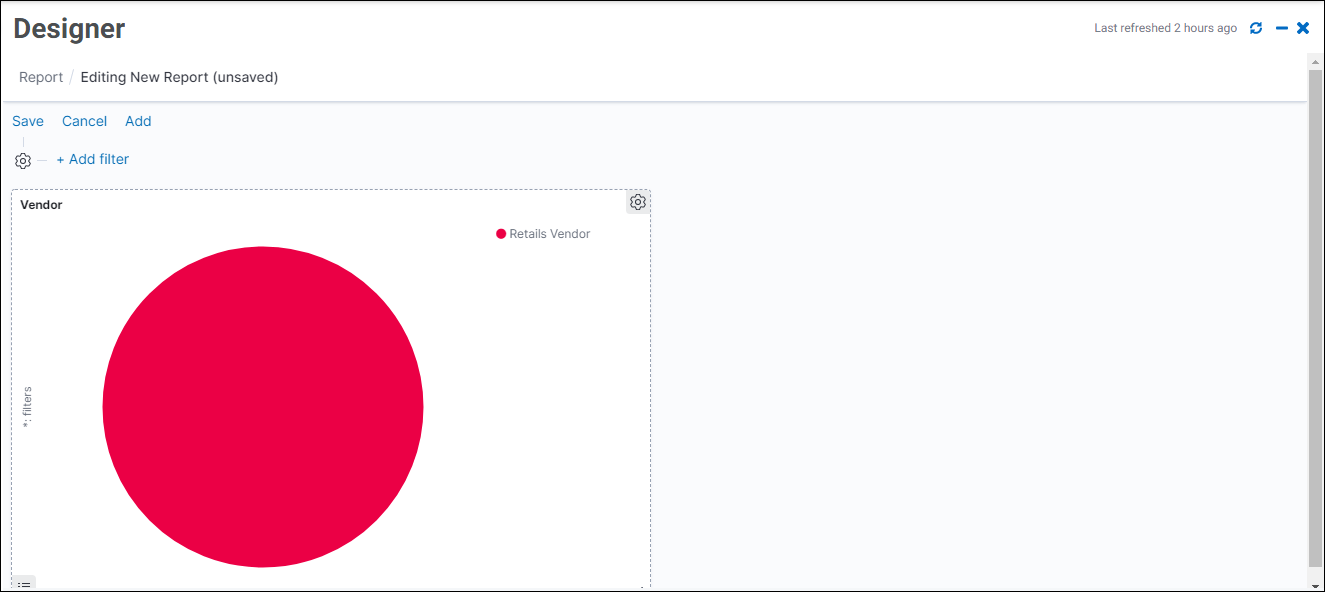 Designer
Last refreshed 2 hours ago
Report / Editing New Report (unsaved)
Save Cancel Add
+ Add filter
Vendor
Retails Vendor
*: filters